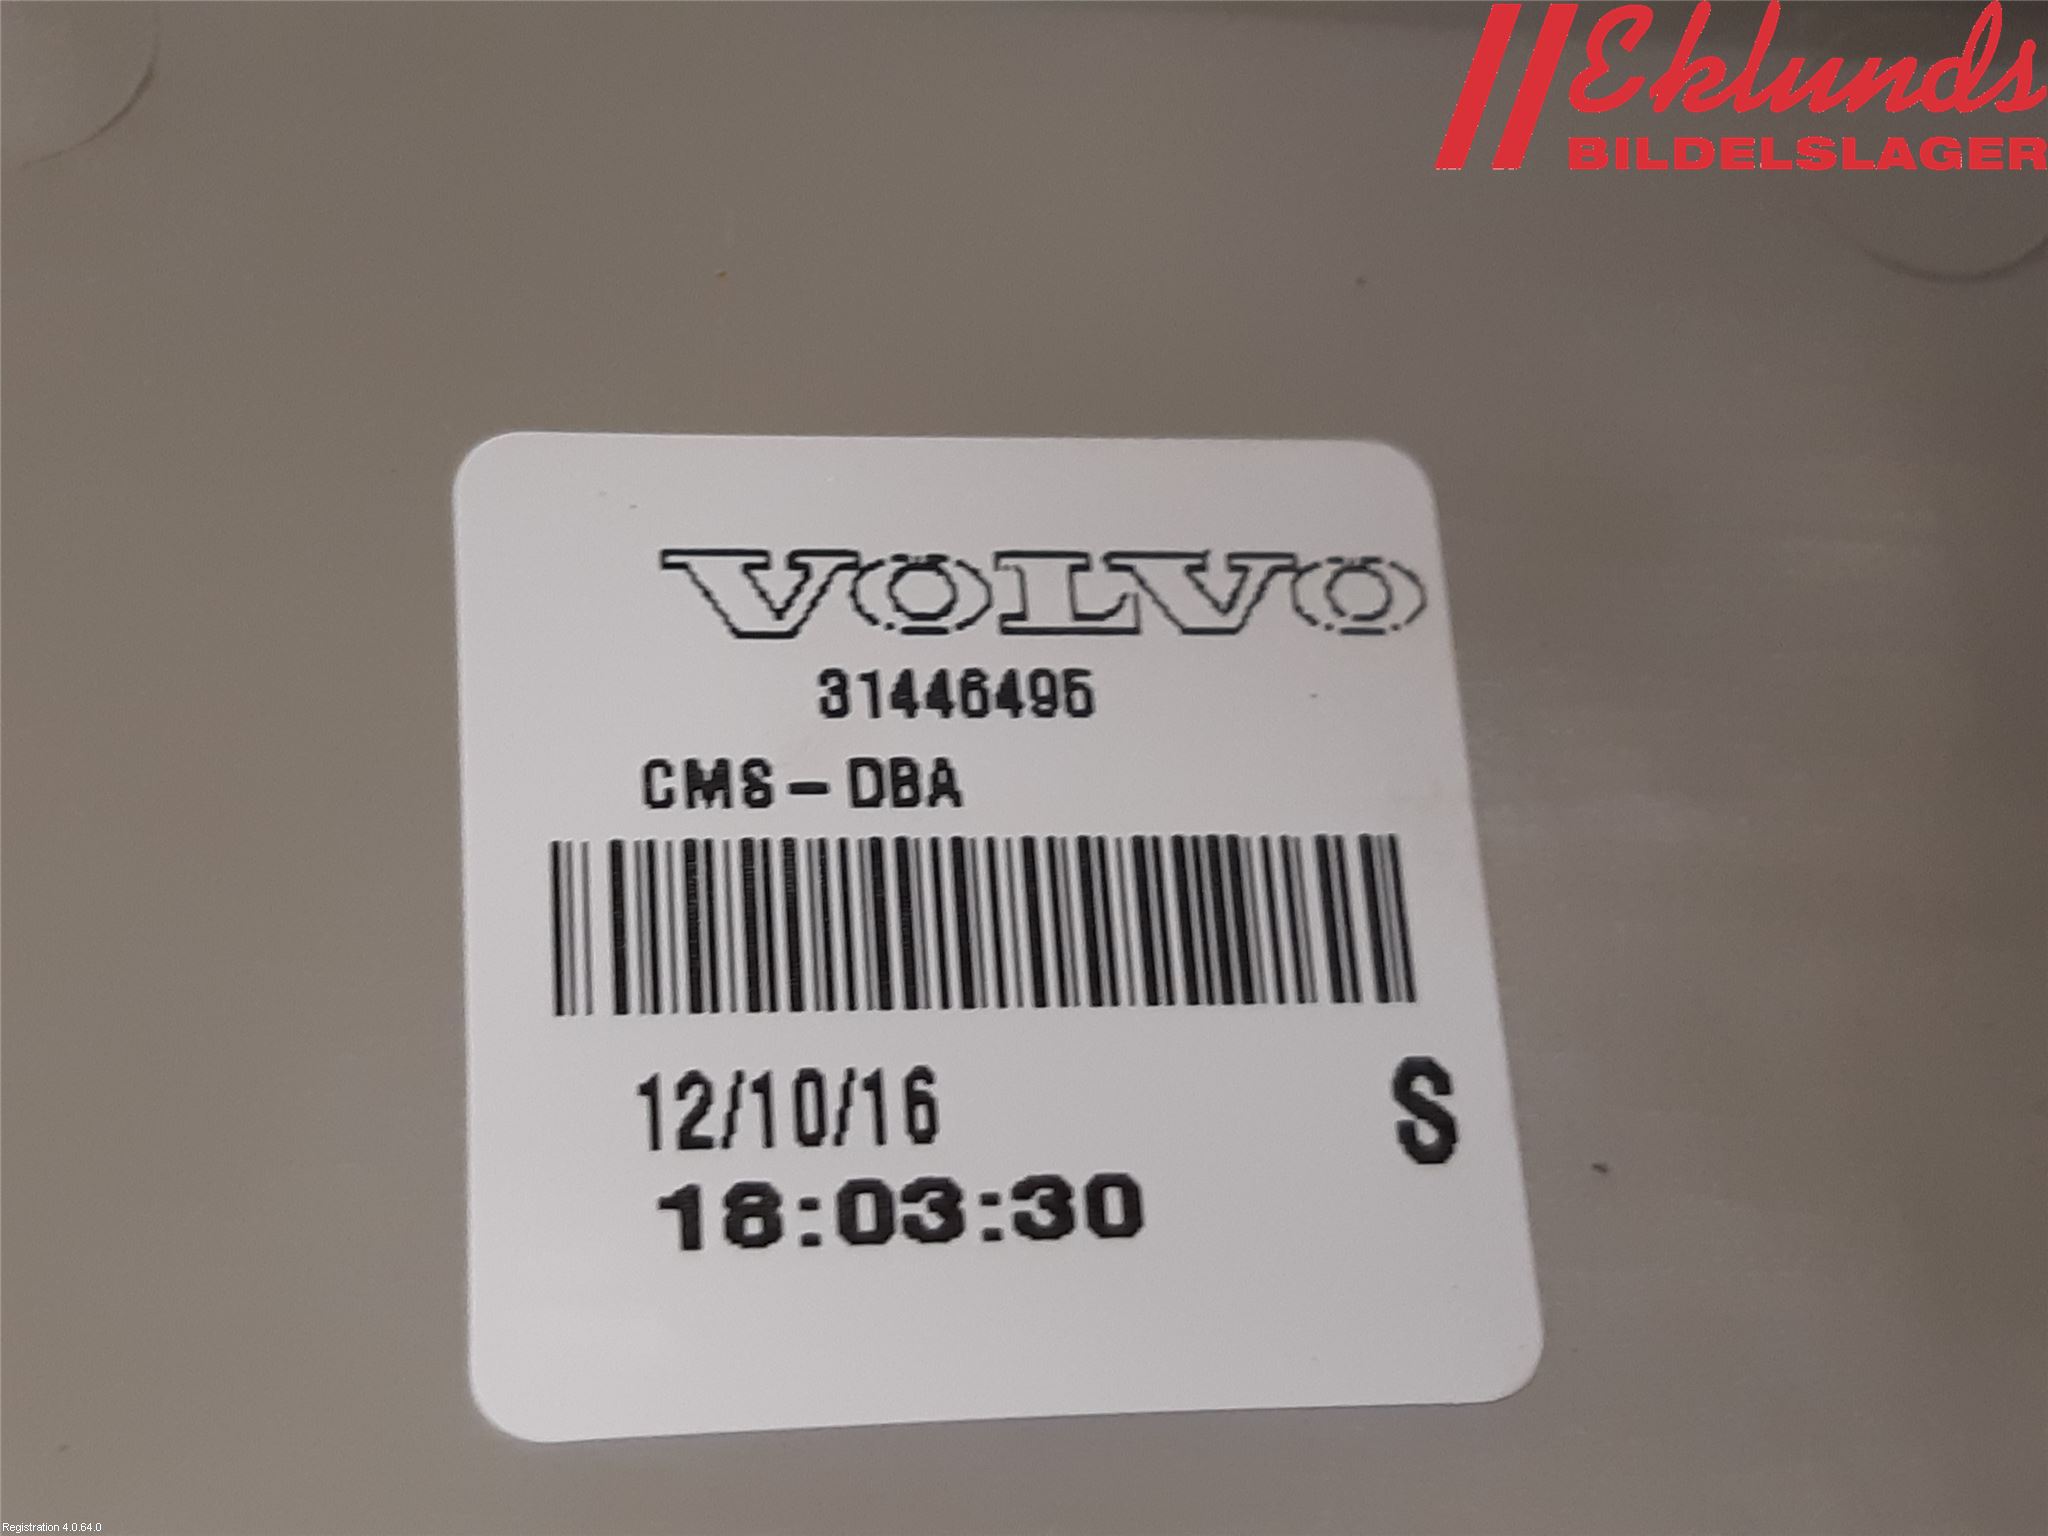 Eklunds
BILDELSLAGER
VOLVO
31446495
CMS-DBA
12/10/16
S
18:03:30
Registration 4.0.64.0